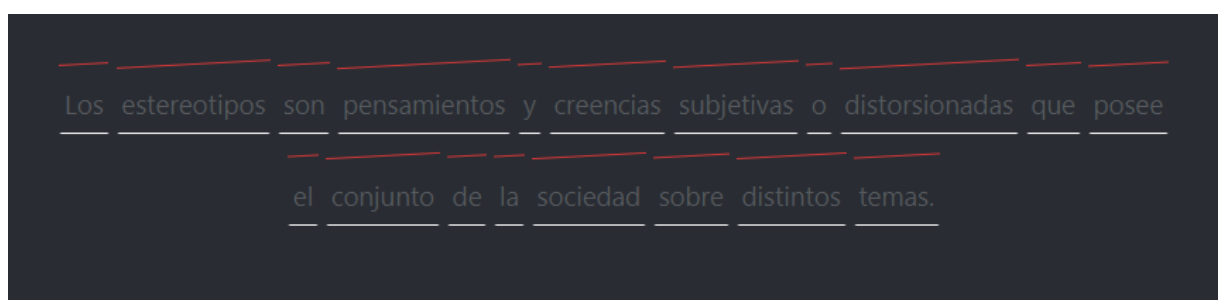 Los estereotipos son pensamientos y creencias subjetivas o distorsionadas que posee
el conjunto de la sociedad sobre distintos temas.